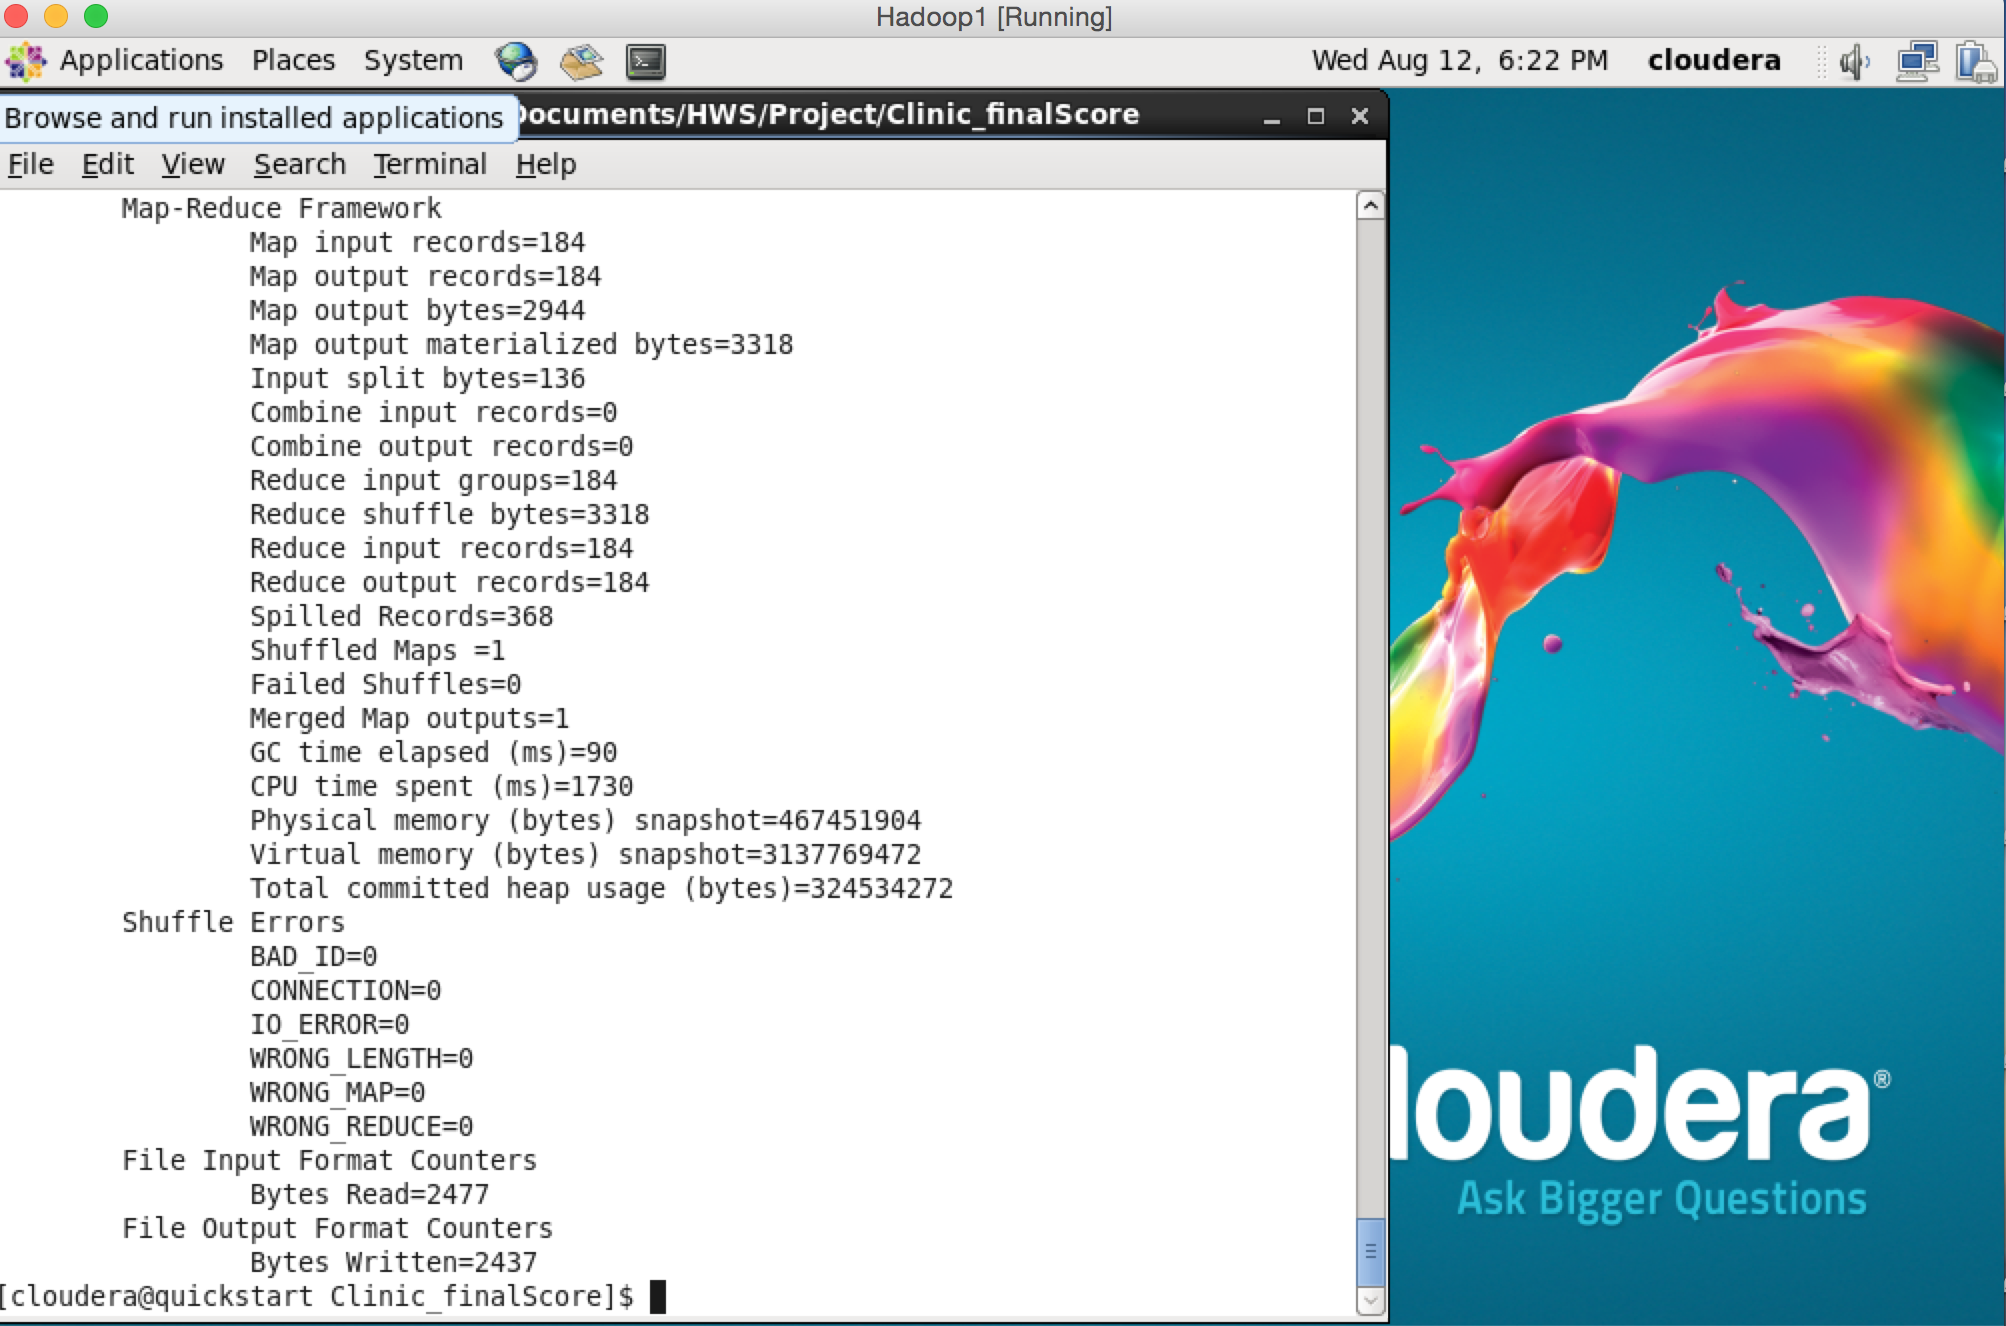 Hadoop1 [Running]
Applications Places System Wed Aug 12, 6:22 PM cloudera
Browse and run installed applications
ocuments/HWS/Project/Clinic_finalScore
File Edit View Search Terminal Help
Map-Reduce Framework
Map input records=184
Map output records=184
Map output bytes=2944
Map output materialized bytes=3318
Input split bytes=136
Combine input records=0
Combine output records=0
Reduce input groups=184
Reduce shuffle bytes=3318
Reduce input records=184
Reduce output records=184
Spilled Records=368
Shuffled Maps =1
Failed Shuffles=0
Merged Map outputs=1
GC time elapsed (ms)=90
CPU time spent (ms)=1730
Physical memory (bytes) snapshot=467451904
Virtual memory (bytes) snapshot=3137769472
Total committed heap usage (bytes)=324534272
Shuffle Errors
BAD_ID=0
CONNECTION=0
IO_ERROR=0
WRONG_LENGTH=0
WRONG_MAP=0
WRONG_REDUCE=0
File Input Format Counters
Bytes Read=2477
File Output Format Counters
Bytes Written=2437
[cloudera@quickstart Clinic_finalScore]$
loudera®
Ask Bigger Questions